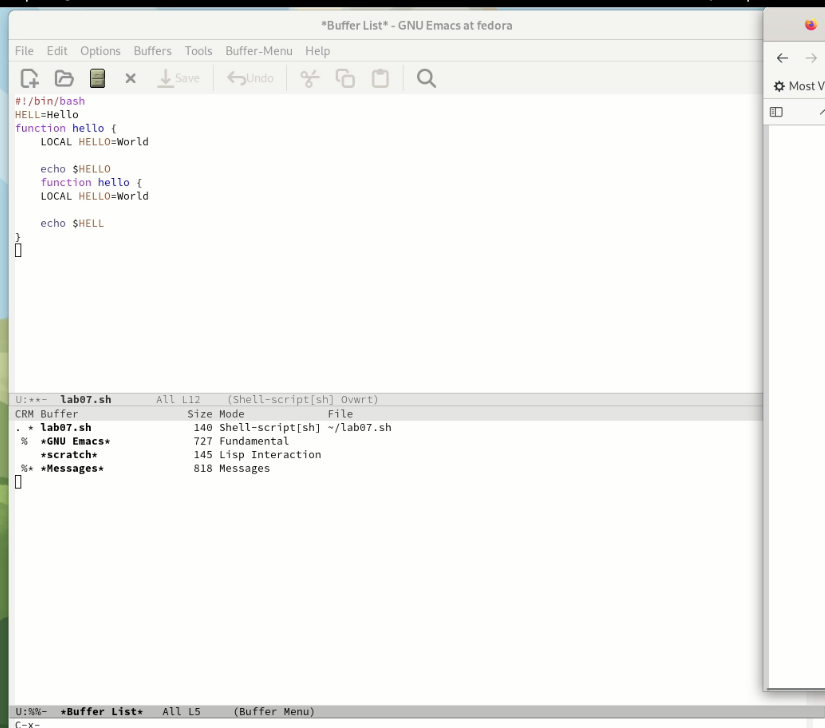 *Buffer List* - GNU Emacs at fedora
File Edit Options Buffers Tools Buffer-Menu Help
Save Undo
Most V
#!/bin/bash
HELL=Hello
function hello {
    LOCAL HELLO=World
    echo $HELLO
    function hello {
    LOCAL HELLO=World
    echo $HELL
}
U:**-  lab07.sh       All L12    (Shell-script[sh] Ovwrt)
CRM Buffer                Size Mode             File
. * lab07.sh               140 Shell-script[sh] ~/lab07.sh
 %  *GNU Emacs*            727 Fundamental
    *scratch*              145 Lisp Interaction
 %* *Messages*             818 Messages
U:%%-  *Buffer List*   All L5     (Buffer Menu)
C-x-